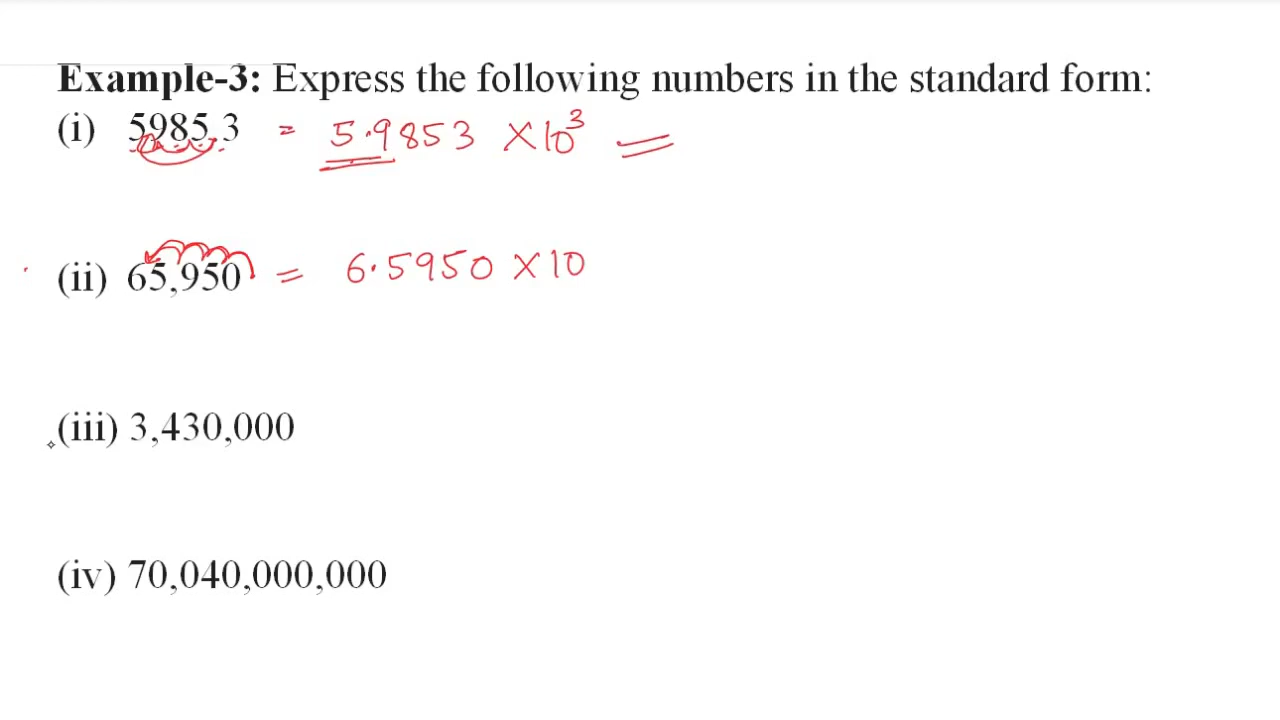 Example-3: Express the following numbers in the standard form:
(i) 5985.3 = 5.9853 ×10³
(ii) 65,950 = 6.5950 ×10
(iii) 3,430,000
(iv) 70,040,000,000